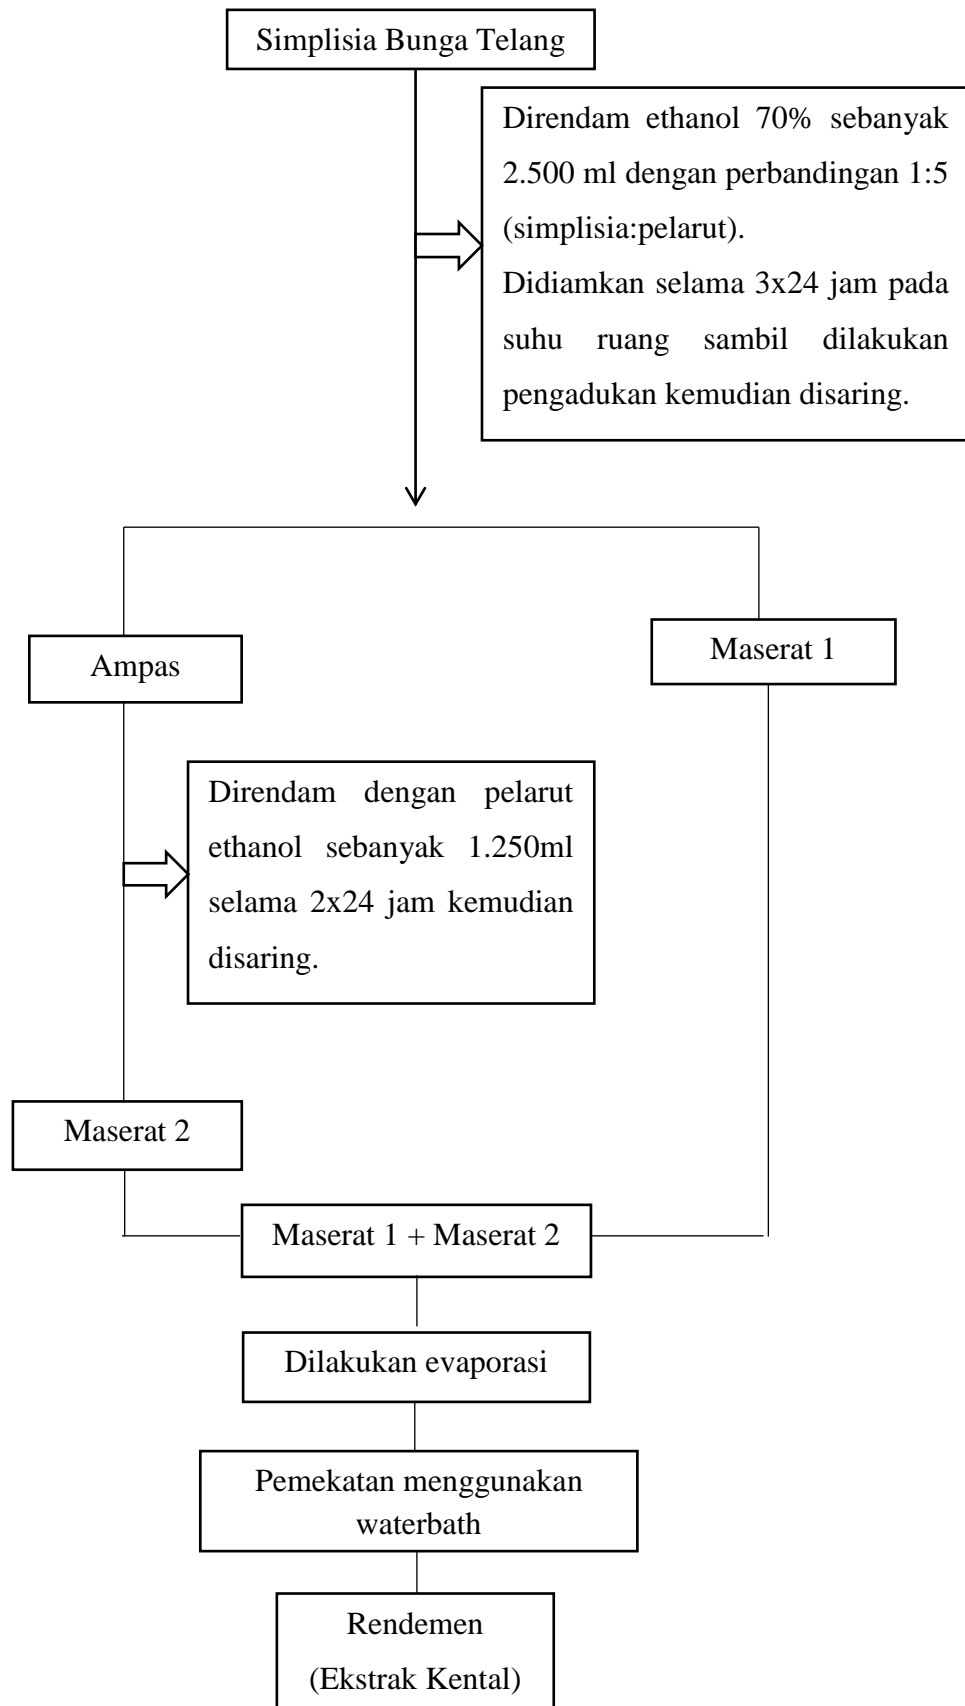 Simplisia Bunga Telang
Direndam ethanol 70% sebanyak
2.500 ml dengan perbandingan 1:5
(simplisia:pelarut).
Didiamkan selama 3x24 jam pada
suhu ruang sambil dilakukan
pengadukan kemudian disaring.
Ampas
Maserat 1
Direndam dengan pelarut
ethanol sebanyak 1.250ml
selama 2x24 jam kemudian
disaring.
Maserat 2
Maserat 1 + Maserat 2
Dilakukan evaporasi
Pemekatan menggunakan
waterbath
Rendemen
(Ekstrak Kental)